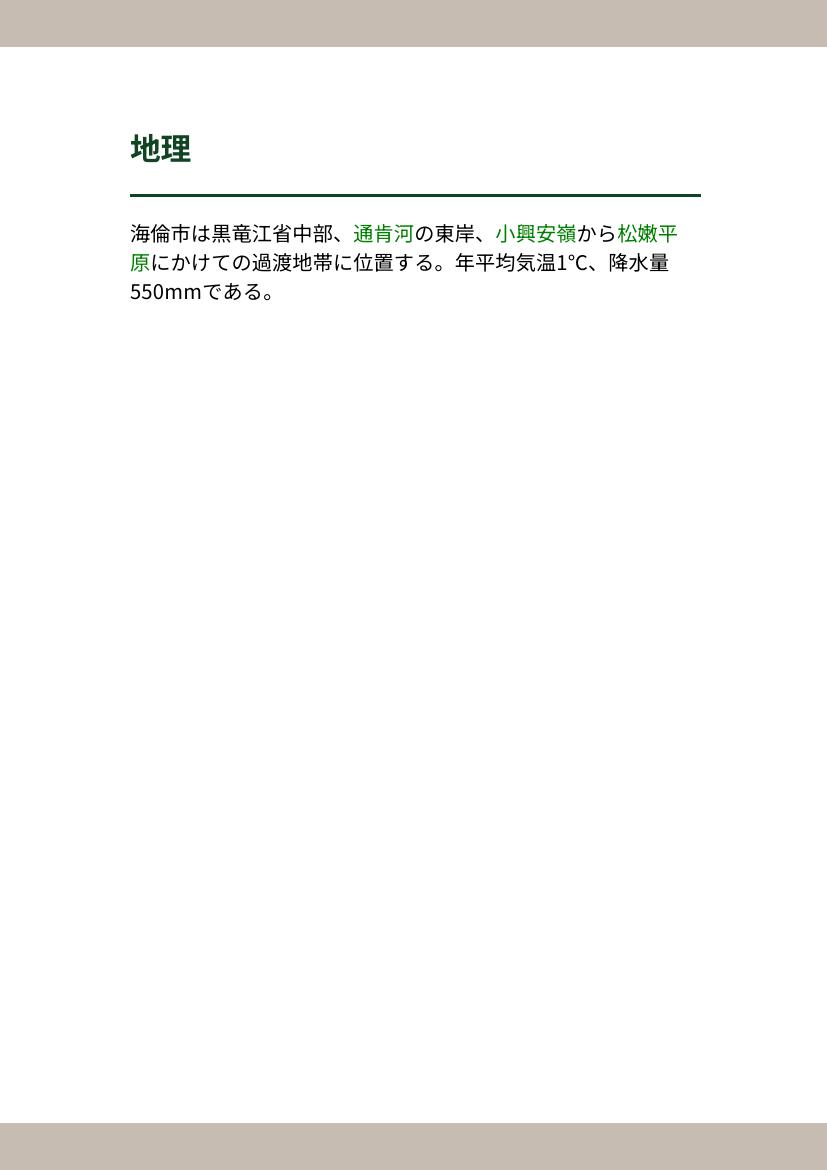 地理
海倫市は黒竜江省中部、通肯河の東岸、小興安嶺から松嫩平
原にかけての過渡地帯に位置する。年平均気温1℃、降水量
550mmである。